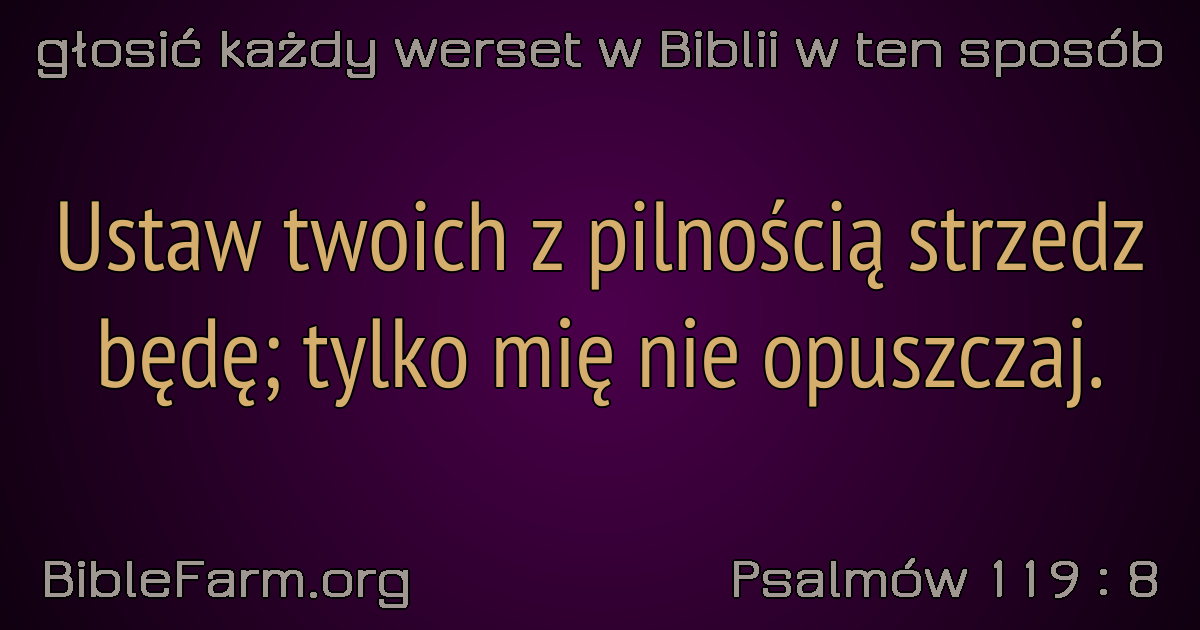 głosić każdy werset w Biblii w ten sposób
Ustaw twoich z pilnością strzedz
będę; tylko mię nie opuszczaj.
BibleFarm.org
Psalmów 119 : 8